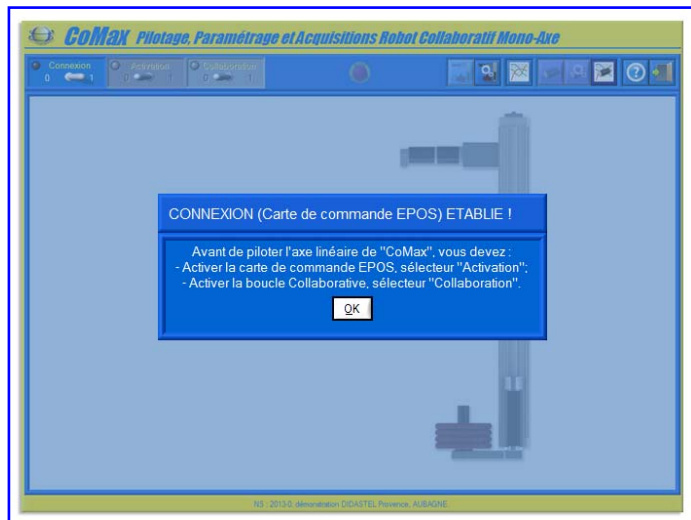 CoMax Pilotage, Paramétrage et Acquisitions Robot Collaboratif Mono-Axe
Connexion
0 1
Activation
0 1
Collaboration
0 1
CONNEXION (Carte de commande EPOS) ETABLIE !
Avant de piloter l'axe linéaire de "CoMax", vous devez :
- Activer la carte de commande EPOS, sélecteur "Activation";
- Activer la boucle Collaborative, sélecteur "Collaboration".
OK
NS : 2013-0, démonstration DIDASTEL Provence, AUBAGNE